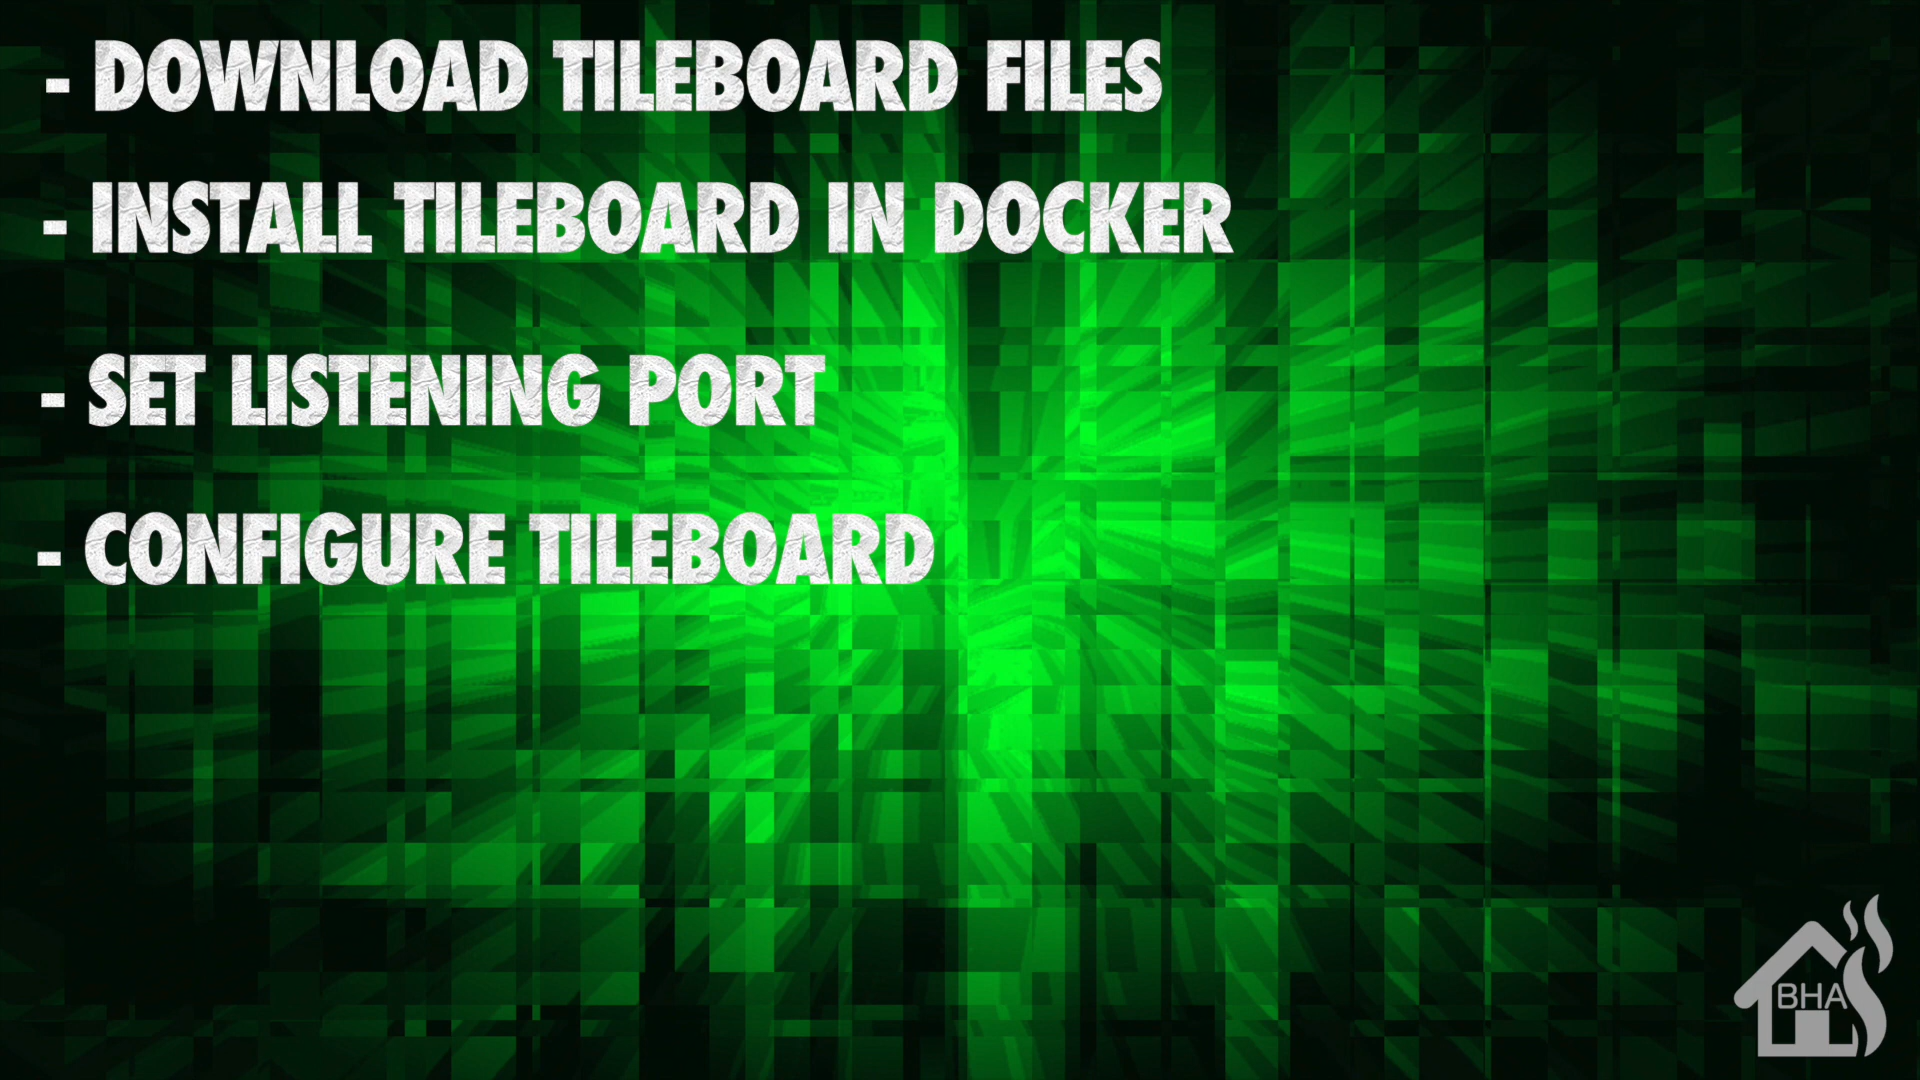 - DOWNLOAD TILEBOARD FILES
- INSTALL TILEBOARD IN DOCKER
- SET LISTENING PORT
- CONFIGURE TILEBOARD
BHA